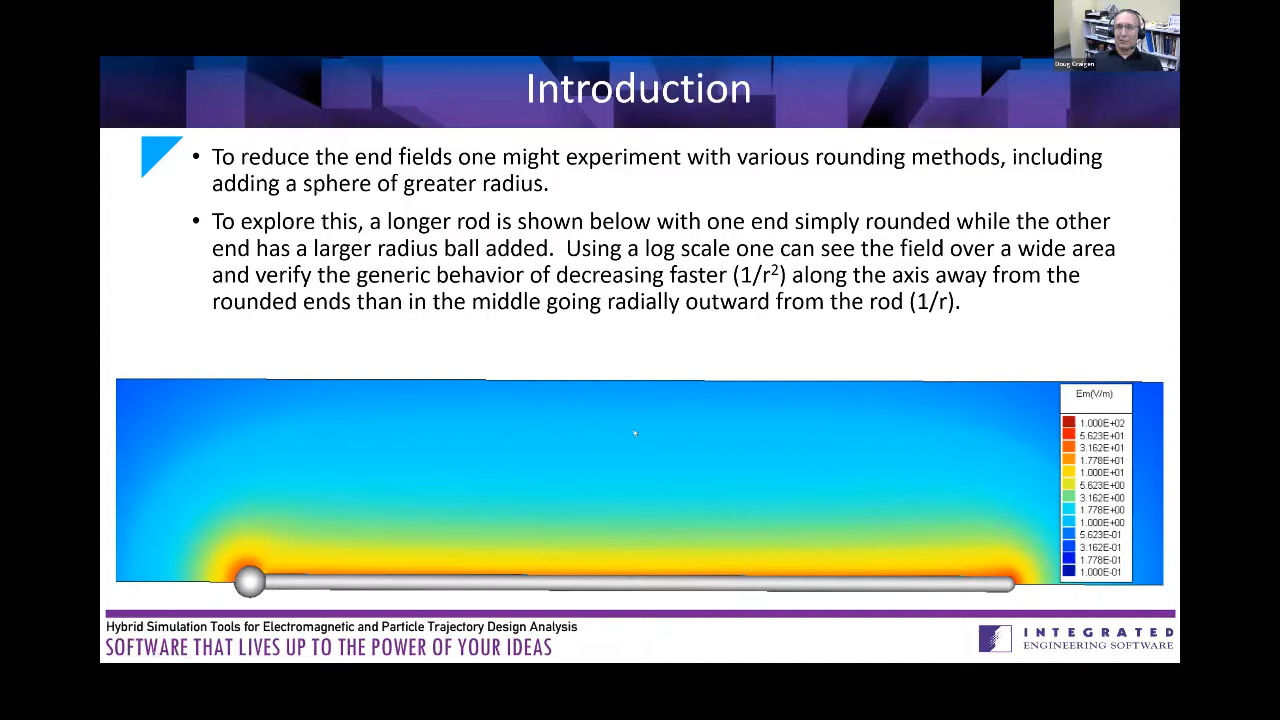 Doug Craigen
Introduction
• To reduce the end fields one might experiment with various rounding methods, including
adding a sphere of greater radius.
• To explore this, a longer rod is shown below with one end simply rounded while the other
end has a larger radius ball added. Using a log scale one can see the field over a wide area
and verify the generic behavior of decreasing faster (1/r²) along the axis away from the
rounded ends than in the middle going radially outward from the rod (1/r).
Em(V/m)
1.000E+02
5.623E+01
3.162E+01
1.778E+01
1.000E+01
5.623E+00
3.162E+00
1.778E+00
1.000E+00
5.623E-01
3.162E-01
1.778E-01
1.000E-01
Hybrid Simulation Tools for Electromagnetic and Particle Trajectory Design Analysis
SOFTWARE THAT LIVES UP TO THE POWER OF YOUR IDEAS
INTEGRATED
ENGINEERING SOFTWARE